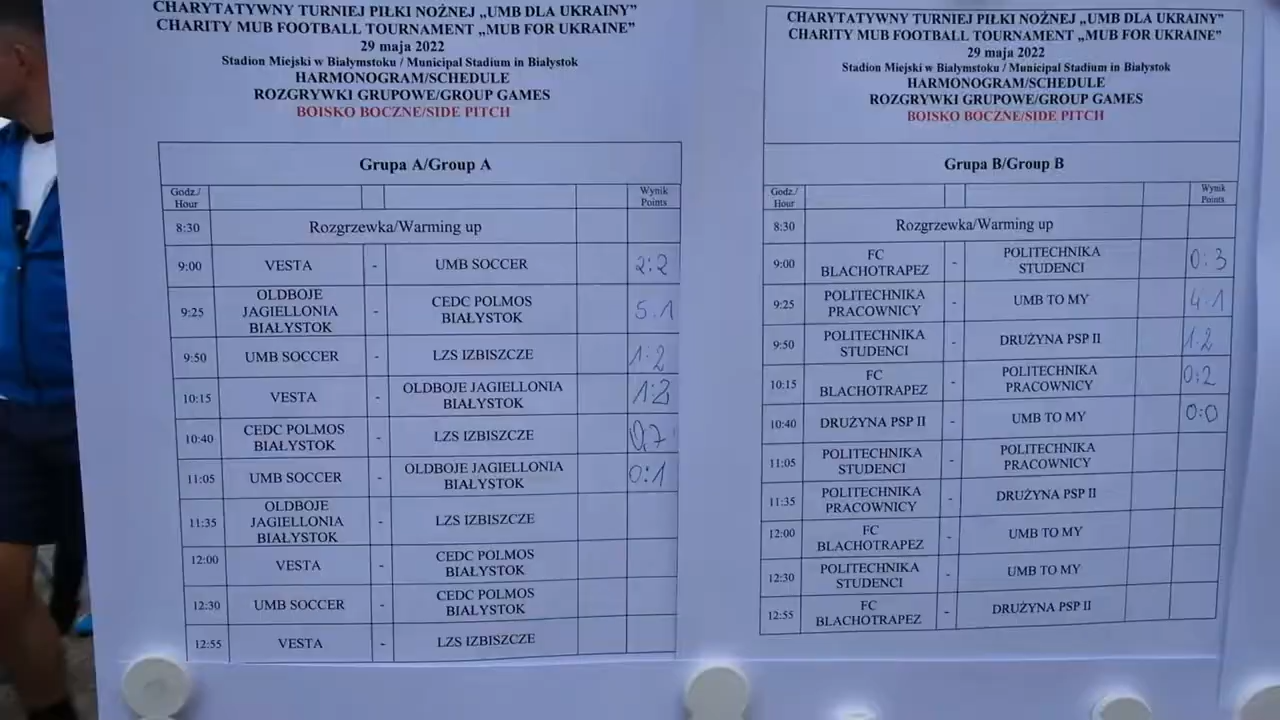 CHARYTATYWNY TURNIEJ PIŁKI NOŻNEJ „UMB DLA UKRAINY”
CHARITY MUB FOOTBALL TOURNAMENT „MUB FOR UKRAINE”
29 maja 2022
Stadion Miejski w Białymstoku / Municipal Stadium in Białystok
HARMONOGRAM/SCHEDULE
ROZGRYWKI GRUPOWE/GROUP GAMES
BOISKO BOCZNE/SIDE PITCH
Grupa A/Group A
Godz./ Wynik
Hour Points
8:30 Rozgrzewka/Warming up
9:00 VESTA - UMB SOCCER 2:2
OLDBOJE
JAGIELLONIA
BIAŁYSTOK
9:25 - CEDC POLMOS
BIAŁYSTOK 5.1
9:50 UMB SOCCER - LZS IZBISZCZE 1:2
10:15 VESTA - OLDBOJE JAGIELLONIA
BIAŁYSTOK
10:40 CEDC POLMOS
BIAŁYSTOK - LZS IZBISZCZE 0:7
11:05 UMB SOCCER - OLDBOJE JAGIELLONIA
BIAŁYSTOK 0:1
OLDBOJE
JAGIELLONIA
BIAŁYSTOK
11:35 - LZS IZBISZCZE
12:00 VESTA - CEDC POLMOS
BIAŁYSTOK
12:30 UMB SOCCER - CEDC POLMOS
BIAŁYSTOK
12:55 VESTA - LZS IZBISZCZE
CHARYTATYWNY TURNIEJ PIŁKI NOŻNEJ „UMB DLA UKRAINY”
CHARITY MUB FOOTBALL TOURNAMENT „MUB FOR UKRAINE”
29 maja 2022
Stadion Miejski w Białymstoku / Municipal Stadium in Białystok
HARMONOGRAM/SCHEDULE
ROZGRYWKI GRUPOWE/GROUP GAMES
BOISKO BOCZNE/SIDE PITCH
Grupa B/Group B
Godz./ Wynik
Hour Points
8:30 Rozgrzewka/Warming up
9:00 FC
BLACHOTRAPEZ - POLITECHNIKA
STUDENCI 0:3
9:25 POLITECHNIKA
PRACOWNICY - UMB TO MY 4.1
9:50 POLITECHNIKA
STUDENCI - DRUŻYNA PSP II 1.2
10:15 FC
BLACHOTRAPEZ - POLITECHNIKA
PRACOWNICY 0:2
10:40 DRUŻYNA PSP II - UMB TO MY 0:0
11:05 POLITECHNIKA
STUDENCI - POLITECHNIKA
PRACOWNICY
11:35 POLITECHNIKA
PRACOWNICY - DRUŻYNA PSP II
12:00 FC
BLACHOTRAPEZ - UMB TO MY
12:30 POLITECHNIKA
STUDENCI - UMB TO MY
12:55 FC
BLACHOTRAPEZ - DRUŻYNA PSP II